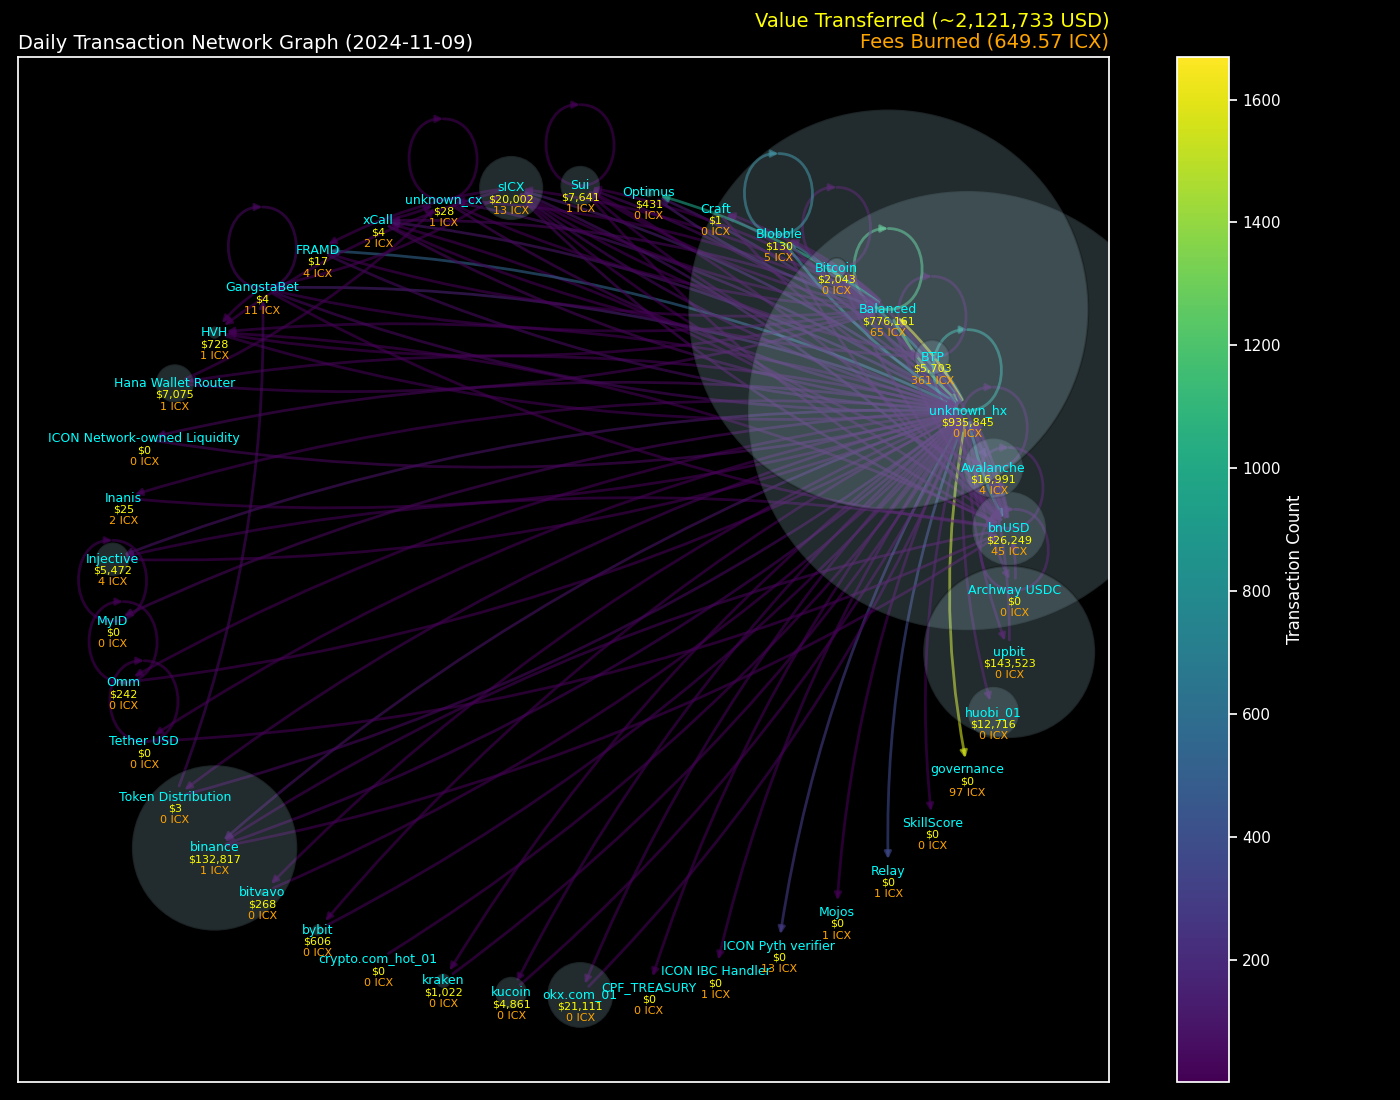 Value Transferred (~2,121,733 USD)
Daily Transaction Network Graph (2024-11-09)
Fees Burned (649.57 ICX)
sICX
$20,002
13 ICX
Sui
$7,641
1 ICX
Optimus
$431
0 ICX
unknown_cx
$28
1 ICX
Craft
$1
0 ICX
xCall
$4
2 ICX
Blobble
$130
5 ICX
FRAMD
$17
4 ICX
Bitcoin
$2,043
0 ICX
GangstaBet
$4
11 ICX
Balanced
$776,161
65 ICX
HVH
$728
1 ICX
BTP
$5,703
361 ICX
Hana Wallet Router
$7,075
1 ICX
unknown_hx
$935,845
0 ICX
ICON Network-owned Liquidity
$0
0 ICX
Avalanche
$16,991
4 ICX
Inanis
$25
2 ICX
bnUSD
$26,249
45 ICX
Injective
$5,472
4 ICX
Archway USDC
$0
0 ICX
MyID
$0
0 ICX
upbit
$143,523
0 ICX
Omm
$242
0 ICX
huobi_01
$12,716
0 ICX
Tether USD
$0
0 ICX
governance
$0
97 ICX
Token Distribution
$3
0 ICX
SkillScore
$0
0 ICX
binance
$132,817
1 ICX
Relay
$0
1 ICX
bitvavo
$268
0 ICX
Mojos
$0
1 ICX
bybit
$606
0 ICX
ICON Pyth verifier
$0
13 ICX
crypto.com_hot_01
$0
0 ICX
ICON IBC Handler
$0
1 ICX
kraken
$1,022
0 ICX
CPF_TREASURY
$0
0 ICX
kucoin
$4,861
0 ICX
okx.com_01
$21,111
0 ICX
1600
1400
1200
1000
800
600
400
200
Transaction Count